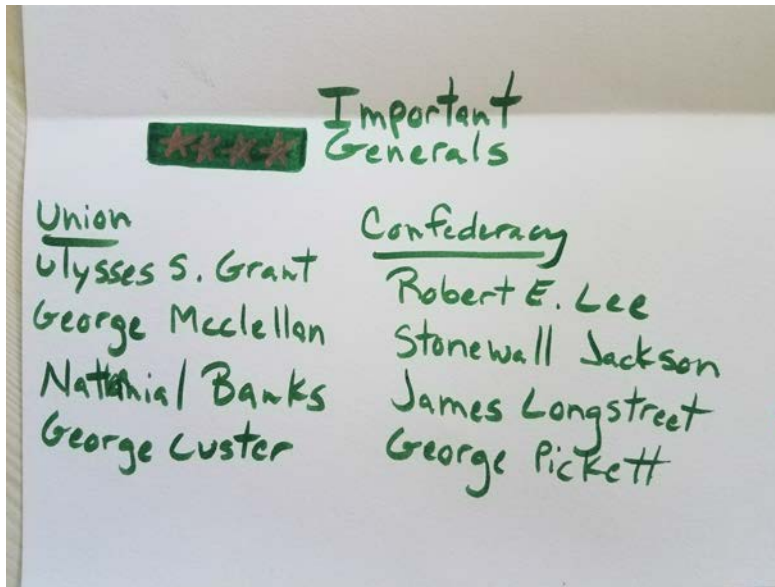 Important
Generals
Union
Ulysses S. Grant
George Mcclellan
Nathanial Banks
George Custer
Confederacy
Robert E. Lee
Stonewall Jackson
James Longstreet
George Pickett